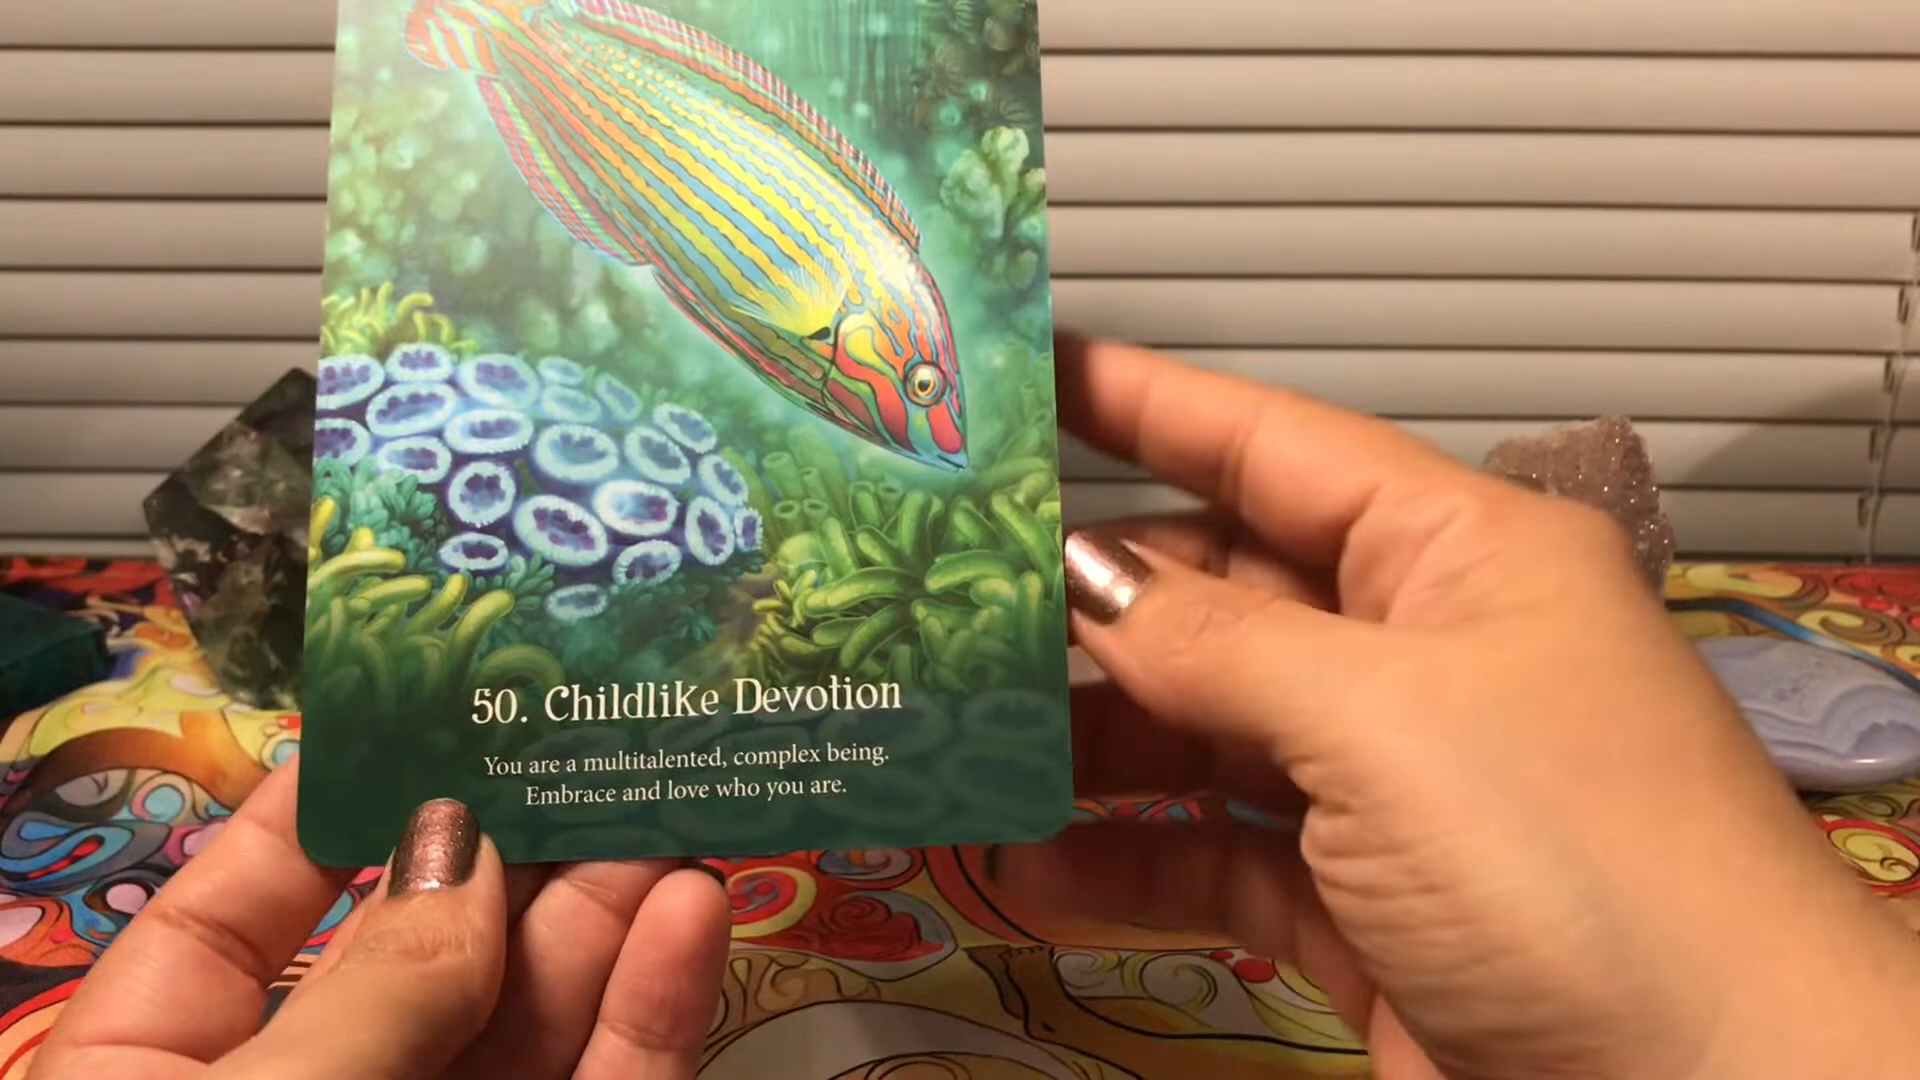 50. Childlike Devotion
You are a multitalented, complex being.
Embrace and love who you are.